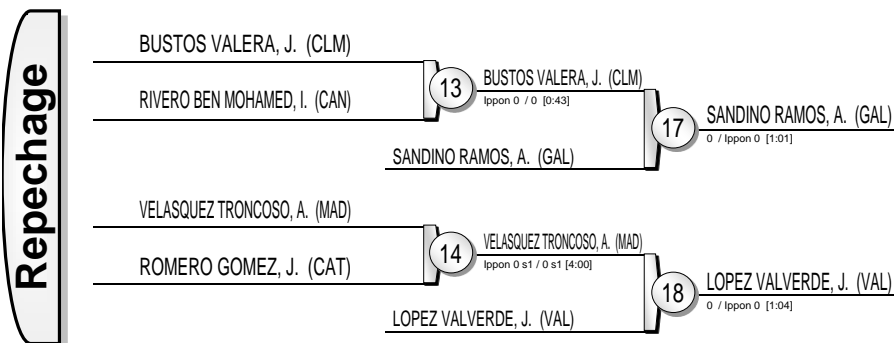 Repechage
BUSTOS VALERA, J. (CLM)
RIVERO BEN MOHAMED, I. (CAN)
13
BUSTOS VALERA, J. (CLM)
Ippon 0 / 0 [0:43]
SANDINO RAMOS, A. (GAL)
17
SANDINO RAMOS, A. (GAL)
0 / Ippon 0 [1:01]
VELASQUEZ TRONCOSO, A. (MAD)
ROMERO GOMEZ, J. (CAT)
14
VELASQUEZ TRONCOSO, A. (MAD)
Ippon 0 s1 / 0 s1 [4:00]
LOPEZ VALVERDE, J. (VAL)
18
LOPEZ VALVERDE, J. (VAL)
0 / Ippon 0 [1:04]